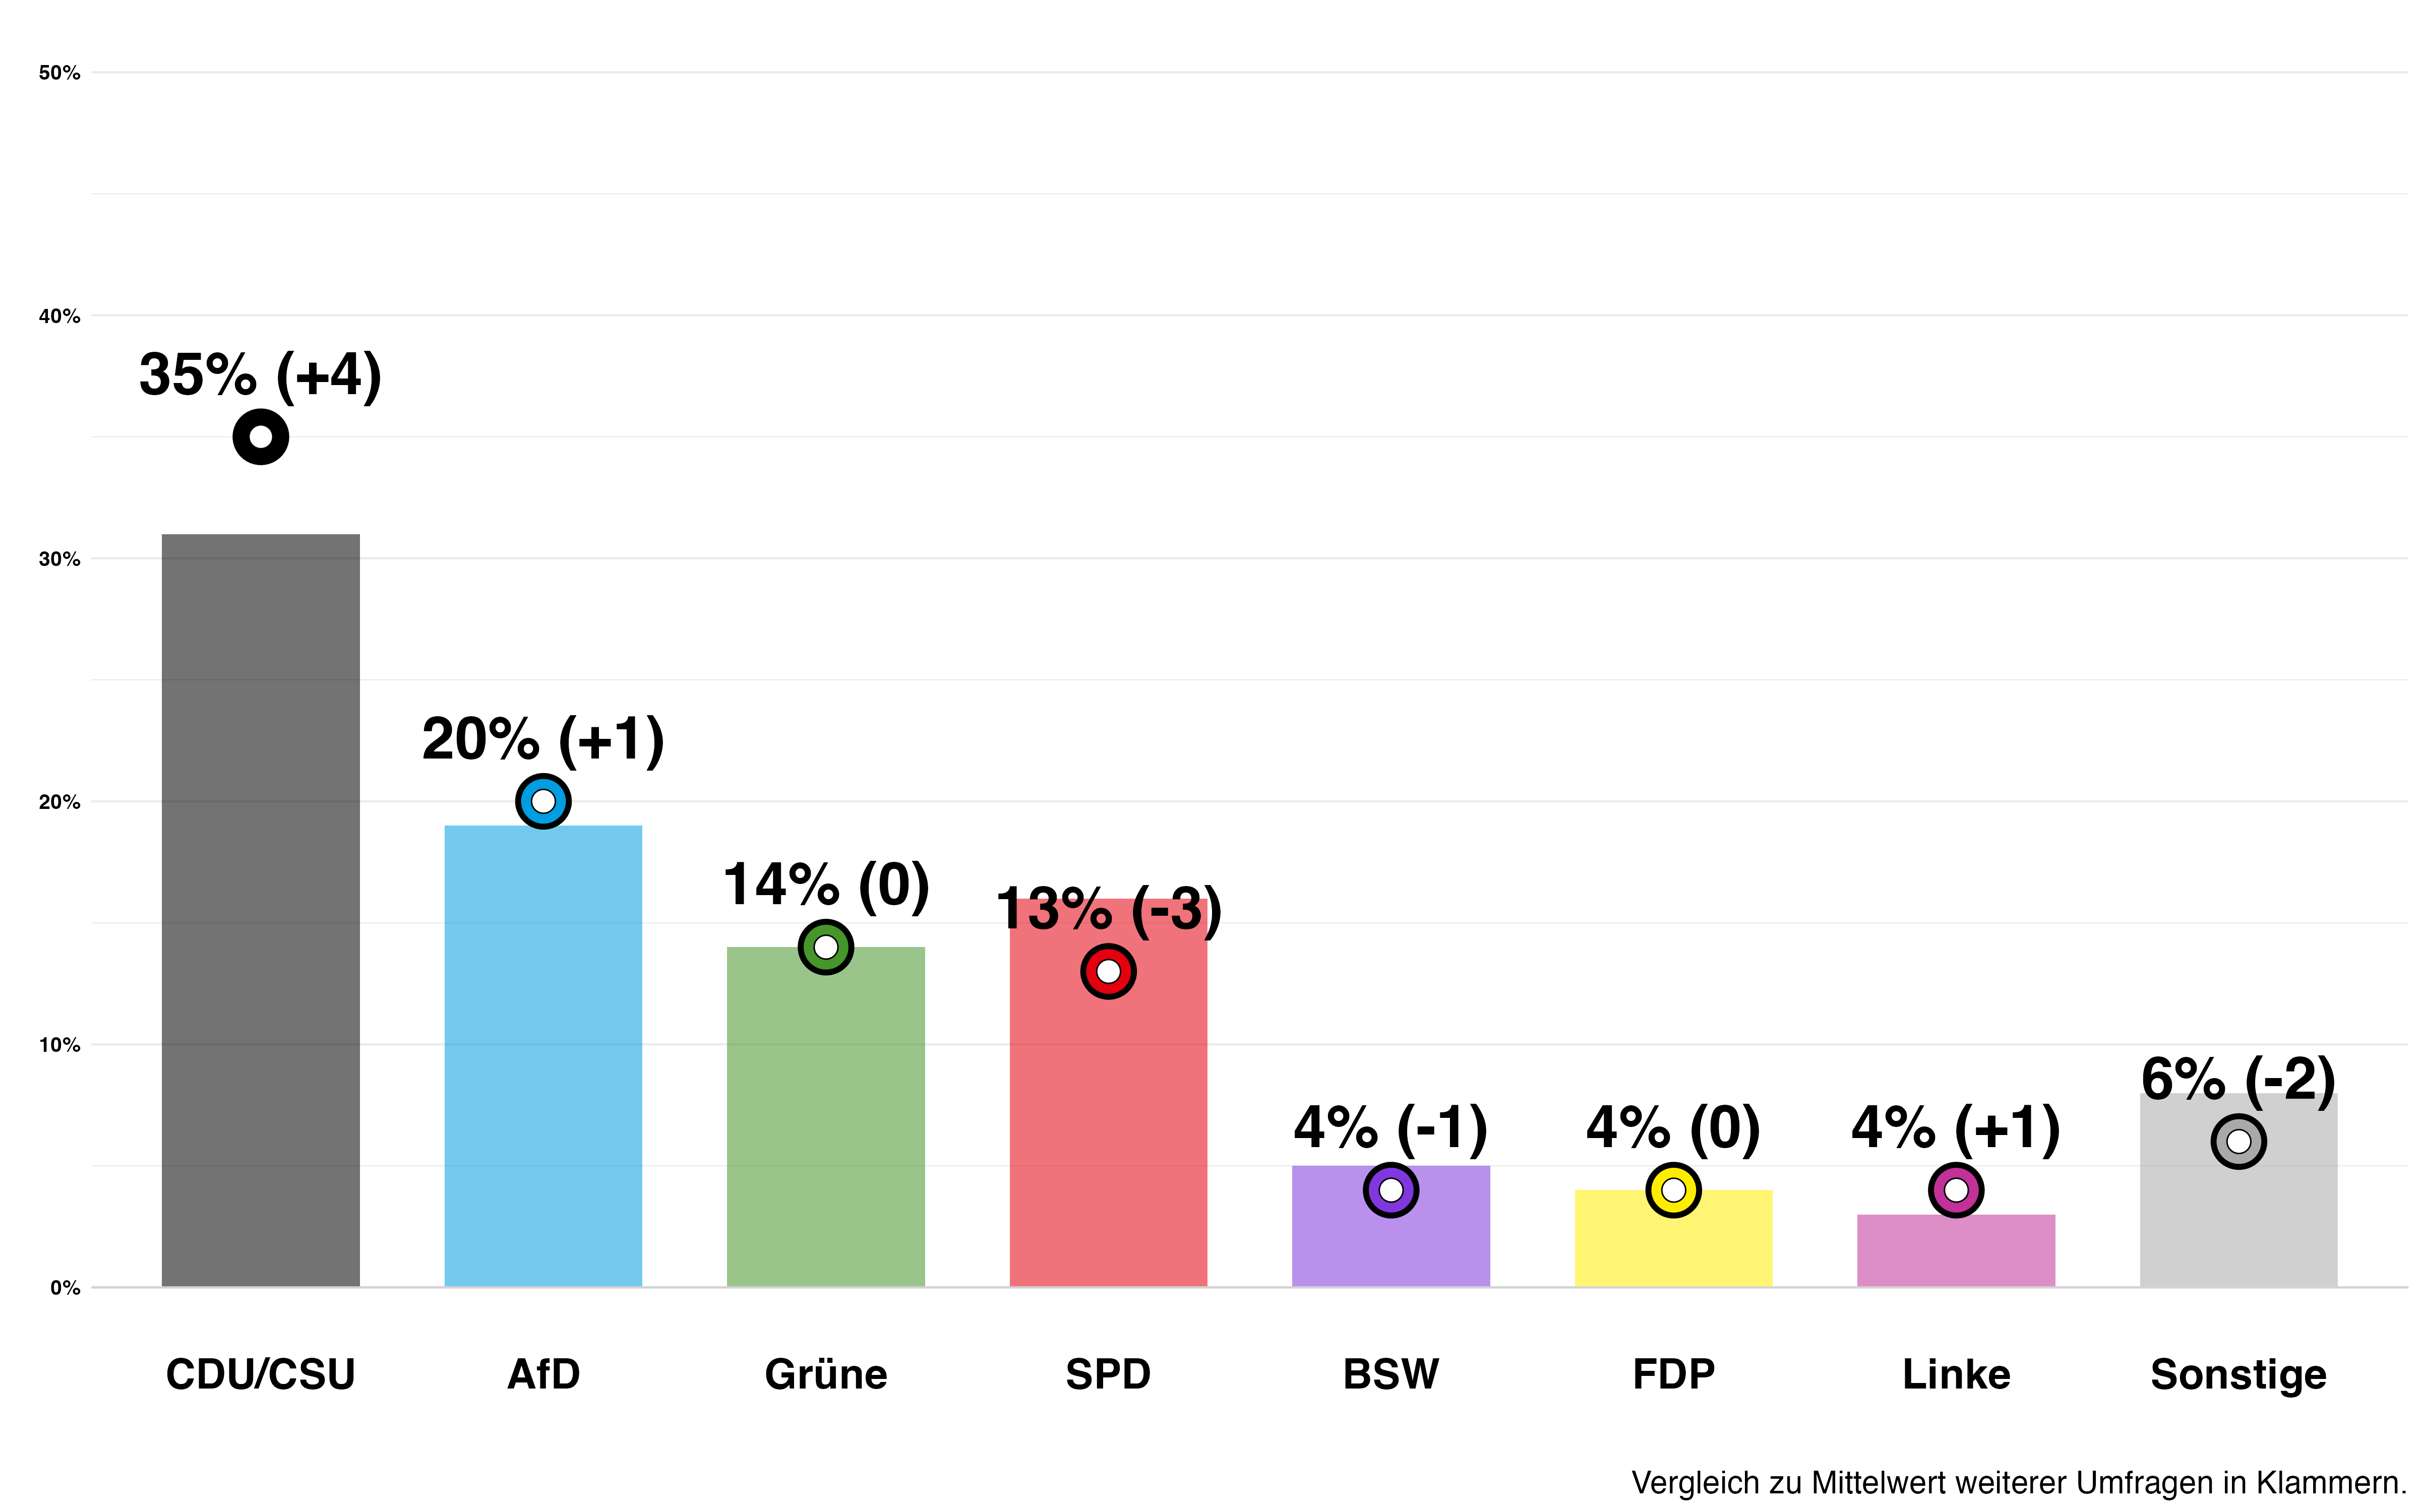 50%
40%
35% (+4)
30%
20% (+1)
20%
14% (0)
13% (-3)
10%
6% (-2)
4% (-1)
4% (0)
4% (+1)
0%
CDU/CSU
AfD
Grüne
SPD
BSW
FDP
Linke
Sonstige
Vergleich zu Mittelwert weiterer Umfragen in Klammern.